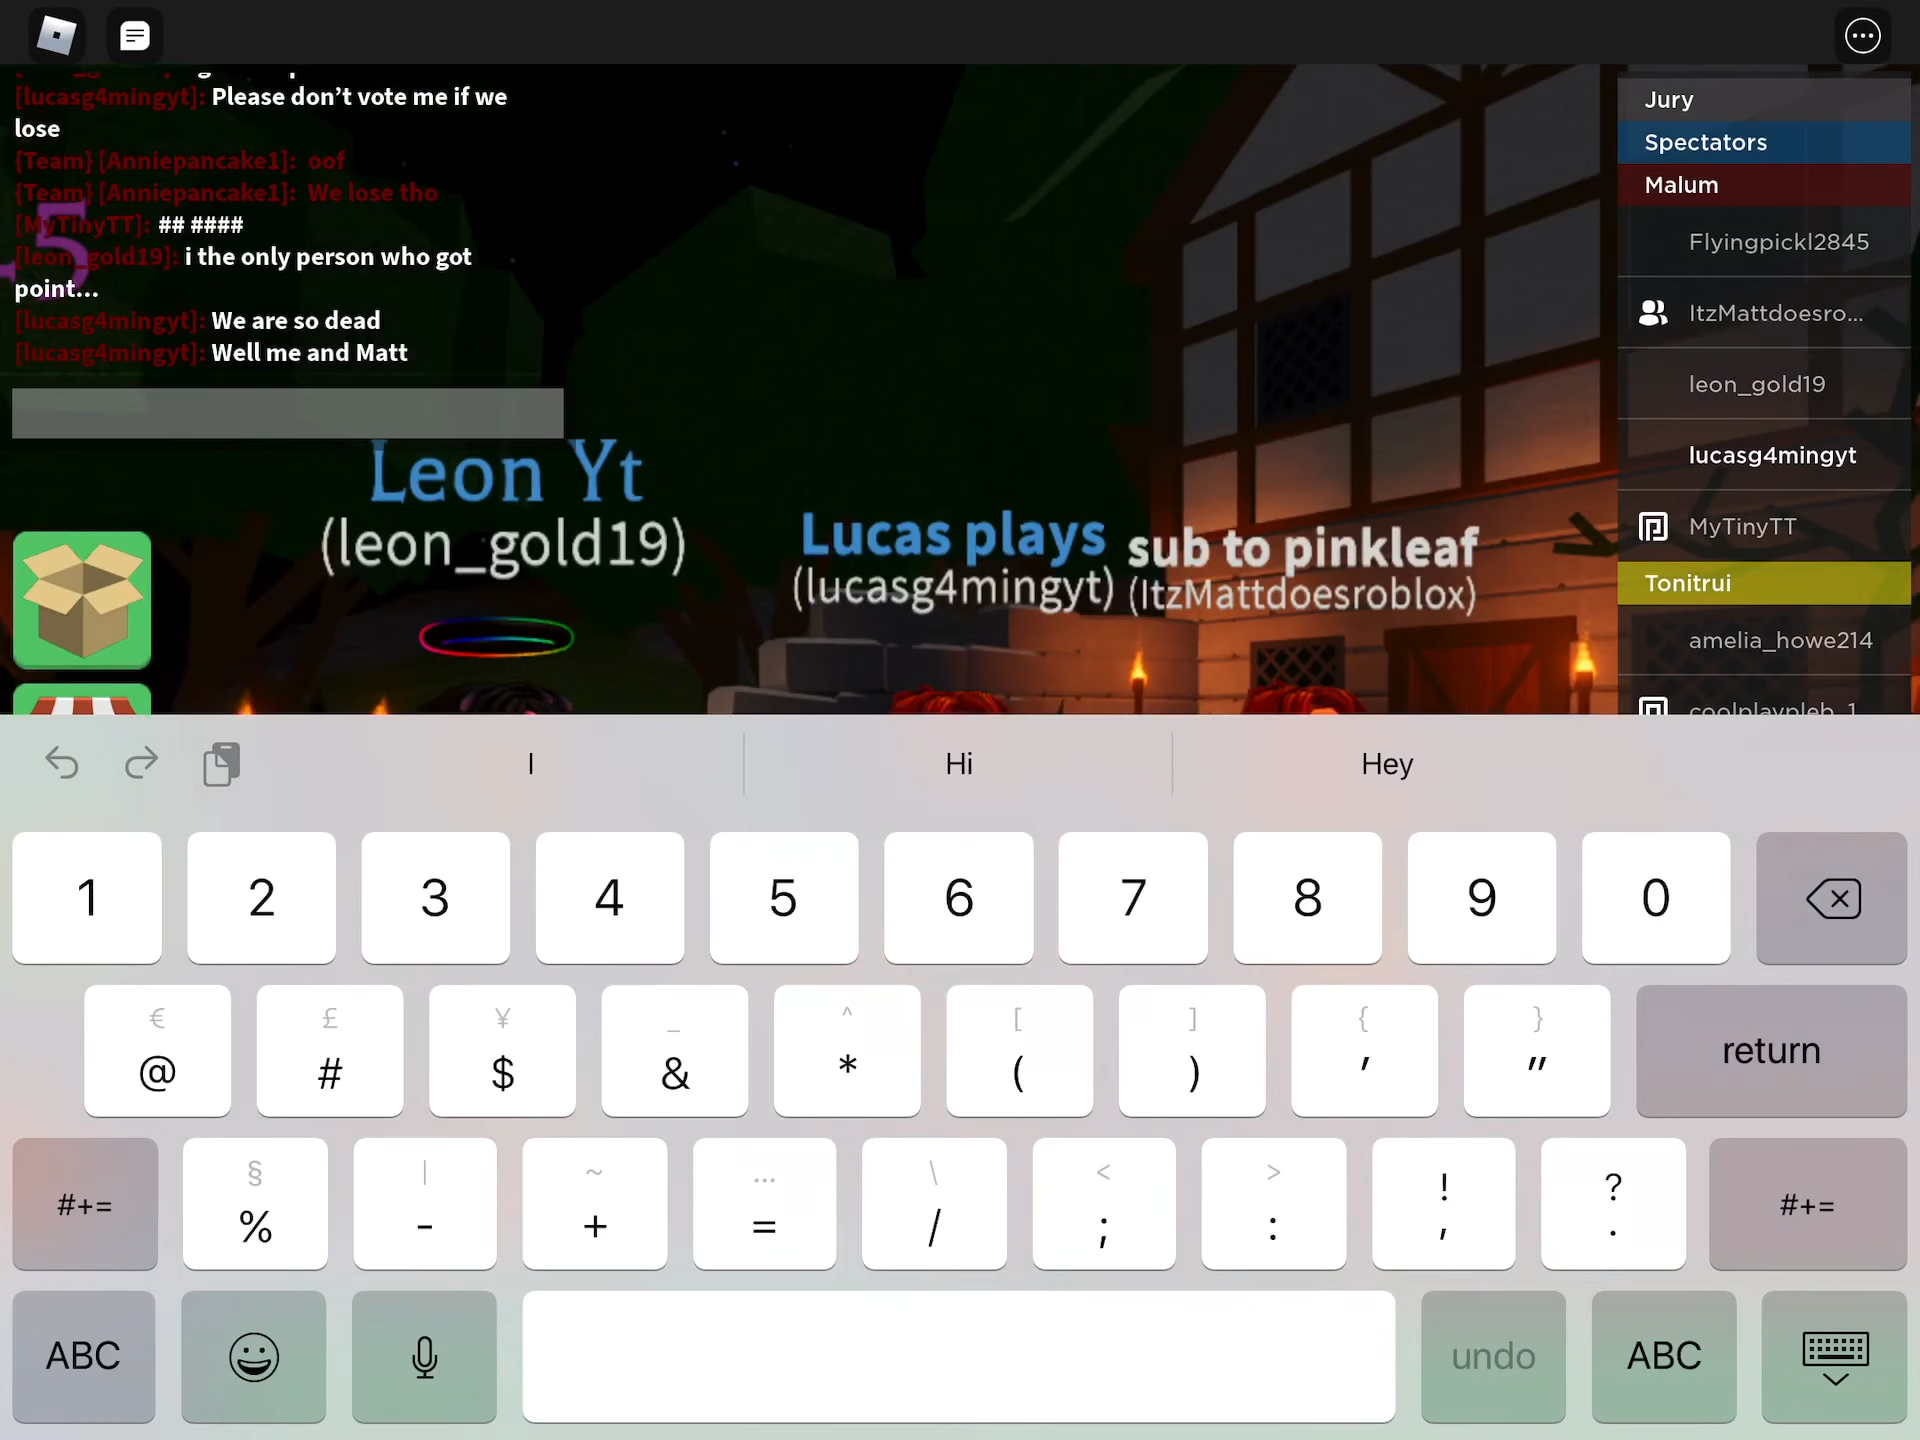 [lucasg4mingyt]: Please don't vote me if we
lose
{Team} [Anniepancake1]: oof
{Team} [Anniepancake1]: We lose tho
[MyTinyTT]: ## ####
[leon_gold19]: i the only person who got
point...
[lucasg4mingyt]: We are so dead
[lucasg4mingyt]: Well me and Matt
5
Jury
Spectators
Malum
Flyingpickl2845
ItzMattdoesro...
leon_gold19
lucasg4mingyt
MyTinyTT
Tonitrui
amelia_howe214
coolplaypleb_1
Leon Yt
(leon_gold19)
Lucas plays
(lucasg4mingyt)
sub to pinkleaf
(ItzMattdoesroblox)
I Hi Hey
1 2 3 4 5 6 7 8 9 0
€ £ ¥ _ ^ [ ] { }
@ # $ & * ( ) ' " return
§ | ~ ... \ < > ! ?
#+= % - + = / ; : , . #+=
ABC undo ABC